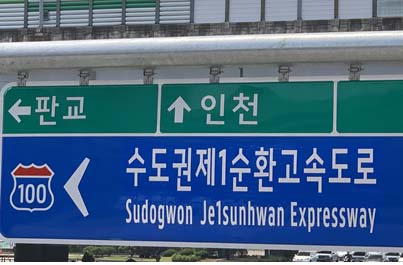 판교 인천
100 수도권제1순환고속도로
Sudogwon Je1sunhwan Expressway